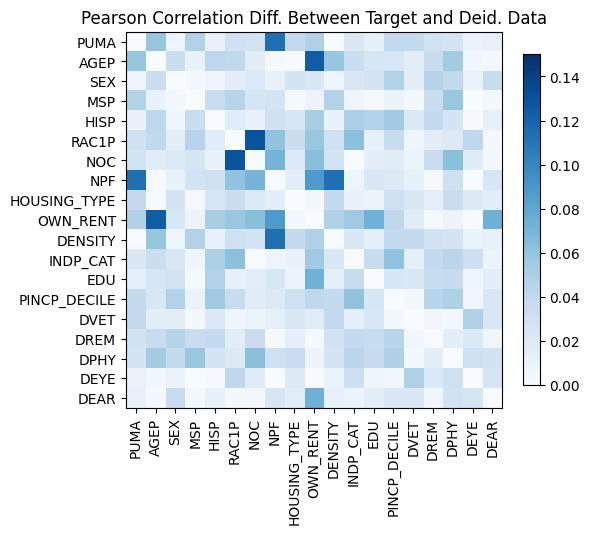 Pearson Correlation Diff. Between Target and Deid. Data
PUMA
AGEP
SEX
MSP
HISP
RAC1P
NOC
NPF
HOUSING_TYPE
OWN_RENT
DENSITY
INDP_CAT
EDU
PINCP_DECILE
DVET
DREM
DPHY
DEYE
DEAR
PUMA
AGEP
SEX
MSP
HISP
RAC1P
NOC
NPF
HOUSING_TYPE
OWN_RENT
DENSITY
INDP_CAT
EDU
PINCP_DECILE
DVET
DREM
DPHY
DEYE
DEAR
0.14
0.12
0.10
0.08
0.06
0.04
0.02
0.00